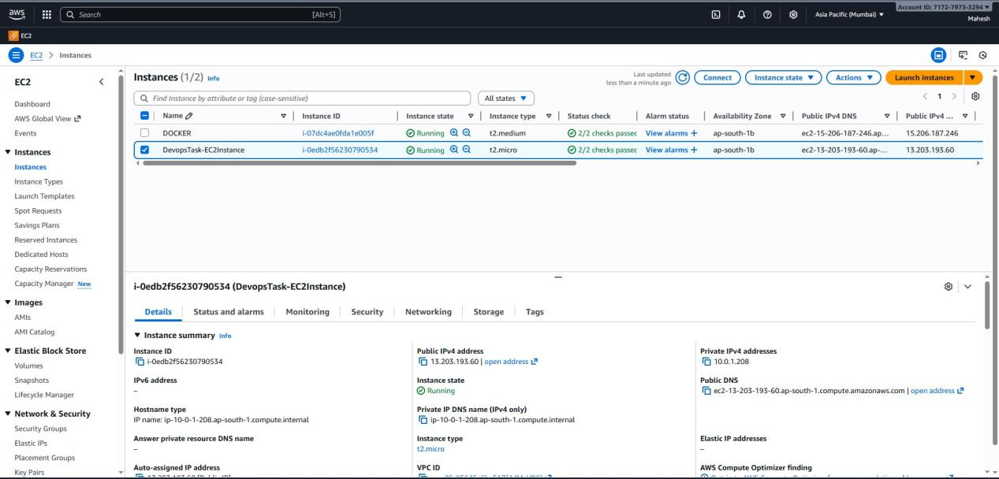 aws Search [Alt+S] Asia Pacific (Mumbai) ▼ Account ID: 7172-7973-3294 ▼
Mahesh
EC2
EC2 > Instances
EC2
Dashboard
AWS Global View
Events
Instances
Instances
Instance Types
Launch Templates
Spot Requests
Savings Plans
Reserved Instances
Dedicated Hosts
Capacity Reservations
Capacity Manager New
Images
AMIs
AMI Catalog
Elastic Block Store
Volumes
Snapshots
Lifecycle Manager
Network & Security
Security Groups
Elastic IPs
Placement Groups
Key Pairs
Instances (1/2) Info
Last updated
less than a minute ago
Connect Instance state ▼ Actions ▼ Launch instances ▼
Find Instance by attribute or tag (case-sensitive) All states ▼ < 1 >
Name Instance ID Instance state Instance type Status check Alarm status Availability Zone Public IPv4 DNS Public IPv4 ...
DOCKER i-07dc4ae0fda1e005f Running t2.medium 2/2 checks passec View alarms + ap-south-1b ec2-15-206-187-246.ap... 15.206.187.246
DevopsTask-EC2Instance i-0edb2f56230790534 Running t2.micro 2/2 checks passec View alarms + ap-south-1b ec2-13-203-193-60.ap-... 13.203.193.60
i-0edb2f56230790534 (DevopsTask-EC2Instance)
Details Status and alarms Monitoring Security Networking Storage Tags
Instance summary Info
Instance ID Public IPv4 address Private IPv4 addresses
i-0edb2f56230790534 13.203.193.60 | open address 10.0.1.208
IPv6 address Instance state Public DNS
– Running ec2-13-203-193-60.ap-south-1.compute.amazonaws.com | open address
Hostname type Private IP DNS name (IPv4 only)
IP name: ip-10-0-1-208.ap-south-1.compute.internal ip-10-0-1-208.ap-south-1.compute.internal
Answer private resource DNS name Instance type Elastic IP addresses
– t2.micro –
Auto-assigned IP address VPC ID AWS Compute Optimizer finding